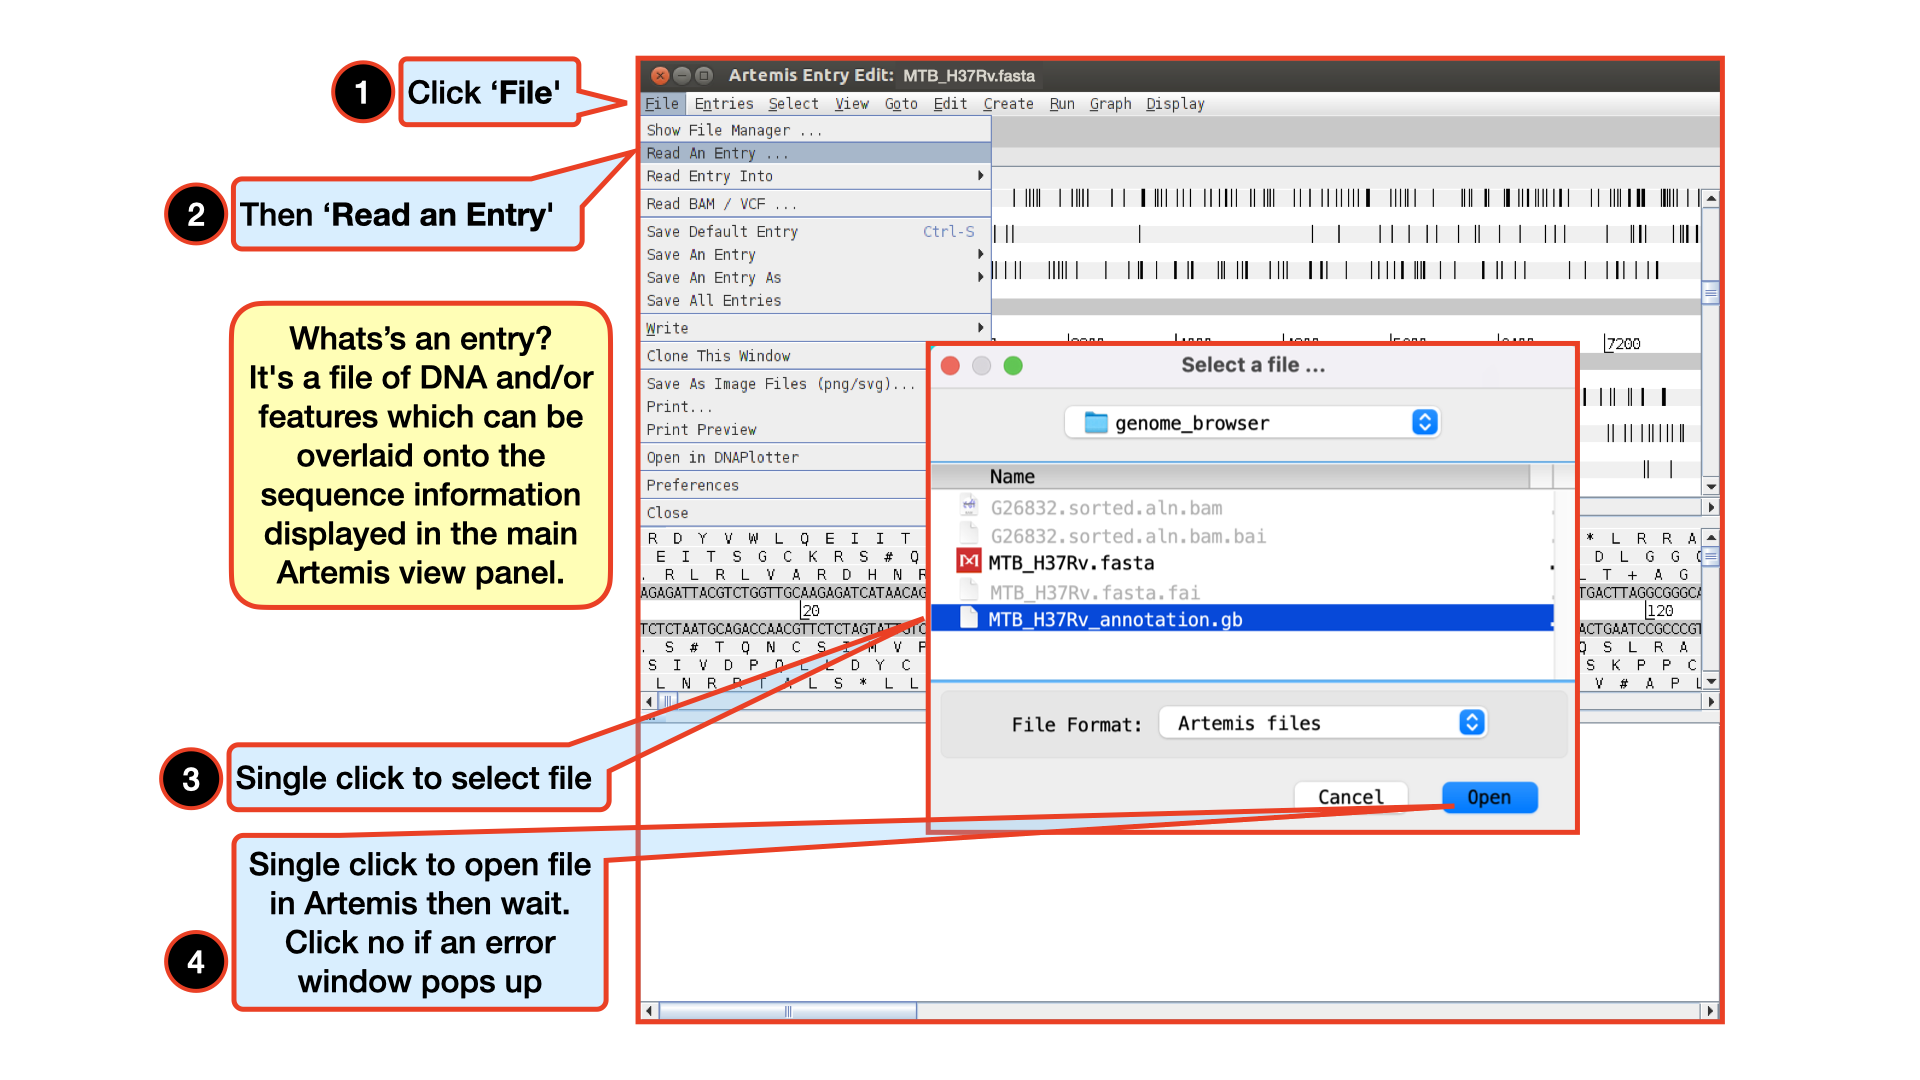 1
Click ‘File'
2
Then ‘Read an Entry'
Whats’s an entry?
It's a file of DNA and/or
features which can be
overlaid onto the
sequence information
displayed in the main
Artemis view panel.
3
Single click to select file
4
Single click to open file
in Artemis then wait.
Click no if an error
window pops up
Artemis Entry Edit: MTB_H37Rv.fasta
File Entries Select View Goto Edit Create Run Graph Display
Show File Manager ...
Read An Entry ...
Read Entry Into
Read BAM / VCF ...
Save Default Entry Ctrl-S
Save An Entry
Save An Entry As
Save All Entries
Write
Clone This Window
Save As Image Files (png/svg)...
Print...
Print Preview
Open in DNAPlotter
Preferences
Close
7200
R D Y V W L Q E I I T
E I T S G C K R S # Q
. R L R L V A R D H N R
AGAGATTACGTCTGGTTGCAAGAGATCATAACAG
20
TCTCTAATGCAGACCAACGTTCTCTAGTATTGTC
. S # T Q N C S I M V P
S I V D P Q L L D Y C
L N R R T A L S * L L
* L R R A
D L G G
L T + A G
TGACTTAGGCGGGCA
120
ACTGAATCCGCCCGT
Q S L R A
S K P P C
V # A P L
Select a file ...
genome_browser
Name
G26832.sorted.aln.bam
G26832.sorted.aln.bam.bai
MTB_H37Rv.fasta
MTB_H37Rv.fasta.fai
MTB_H37Rv_annotation.gb
File Format: Artemis files
Cancel Open